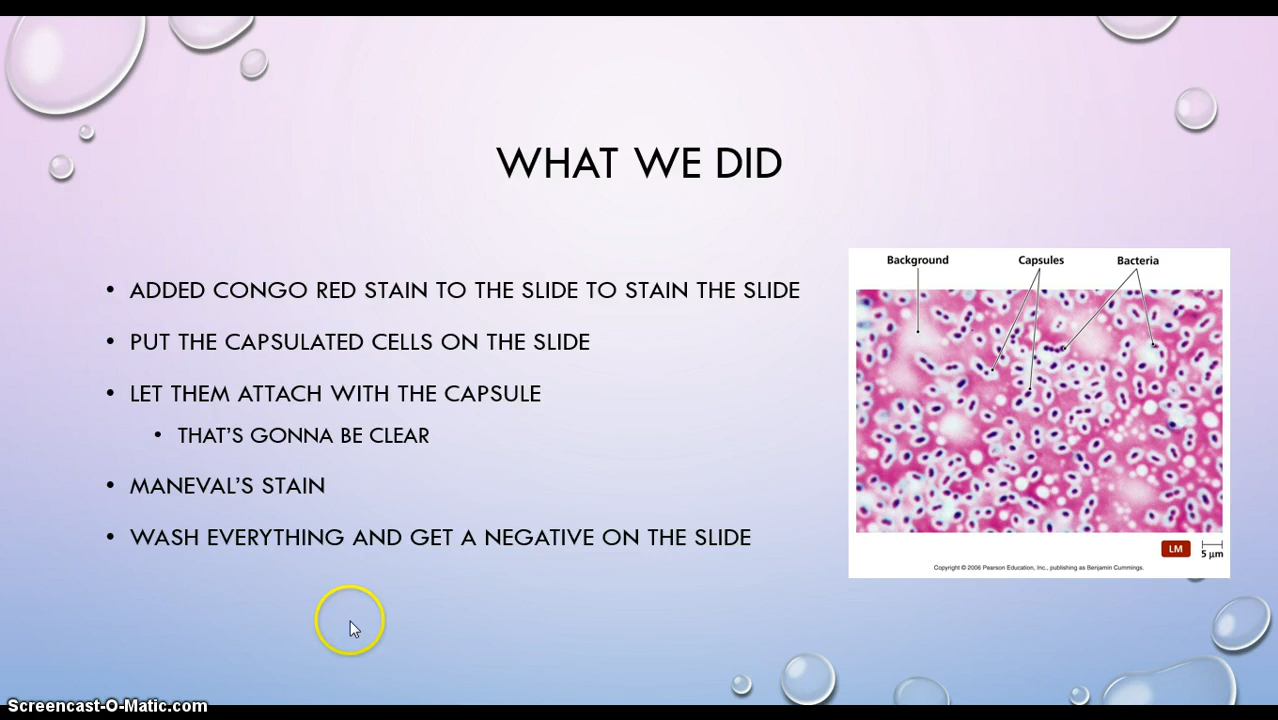 WHAT WE DID
• ADDED CONGO RED STAIN TO THE SLIDE TO STAIN THE SLIDE
• PUT THE CAPSULATED CELLS ON THE SLIDE
• LET THEM ATTACH WITH THE CAPSULE
• THAT'S GONNA BE CLEAR
• MANEVAL'S STAIN
• WASH EVERYTHING AND GET A NEGATIVE ON THE SLIDE
Background Capsules Bacteria
LM 5 µm
Copyright © 2006 Pearson Education, Inc., publishing as Benjamin Cummings.
Screencast-O-Matic.com